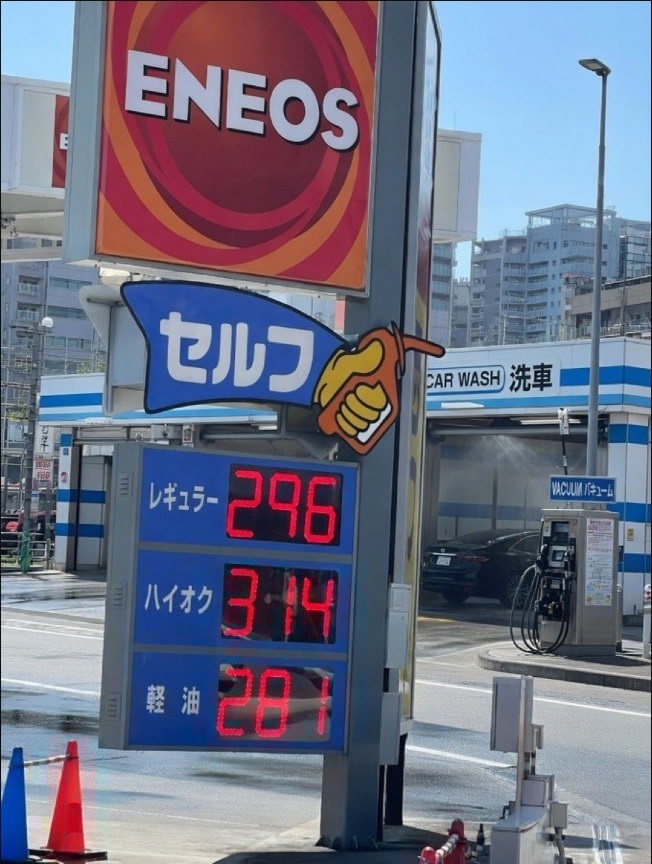 ENEOS
セルフ
CAR WASH 洗車
レギュラー 296
VACUUM バキューム
ハイオク 314
軽油 281